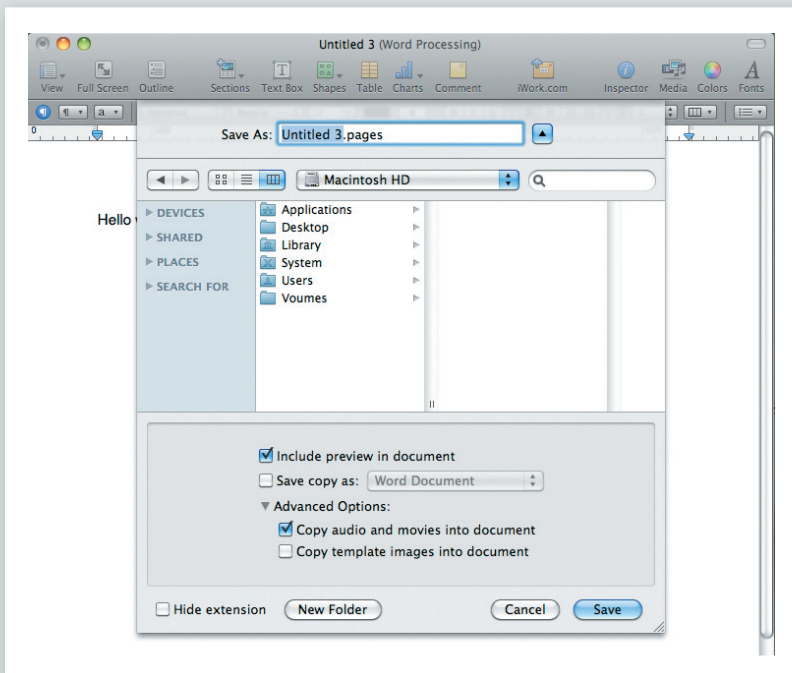 Untitled 3 (Word Processing)
View Full Screen Outline Sections Text Box Shapes Table Charts Comment iWork.com Inspector Media Colors Fonts
¶ a
0
Save As: Untitled 3.pages
Macintosh HD
Hello
DEVICES
SHARED
PLACES
SEARCH FOR
Applications
Desktop
Library
System
Users
Voumes
Include preview in document
Save copy as: Word Document
Advanced Options:
Copy audio and movies into document
Copy template images into document
Hide extension New Folder Cancel Save